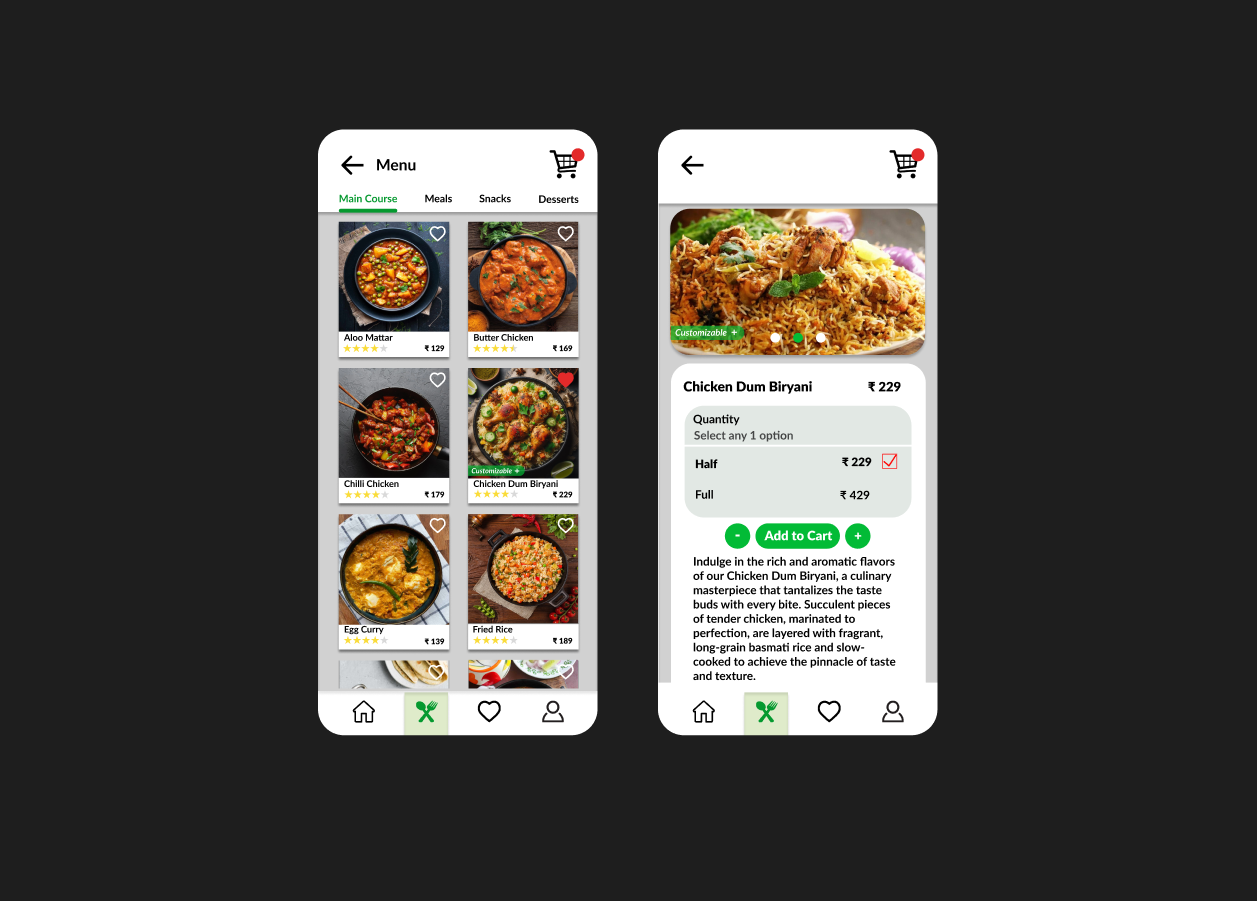 Menu
Main Course
Meals
Snacks
Desserts
Aloo Mattar
₹ 129
Butter Chicken
₹ 169
Chilli Chicken
₹ 179
Customizable +
Chicken Dum Biryani
₹ 229
Egg Curry
₹ 139
Fried Rice
₹ 189
Customizable +
Chicken Dum Biryani ₹ 229
Quantity
Select any 1 option
Half ₹ 229
Full ₹ 429
- Add to Cart +
Indulge in the rich and aromatic flavors
of our Chicken Dum Biryani, a culinary
masterpiece that tantalizes the taste
buds with every bite. Succulent pieces
of tender chicken, marinated to
perfection, are layered with fragrant,
long-grain basmati rice and slow-
cooked to achieve the pinnacle of taste
and texture.